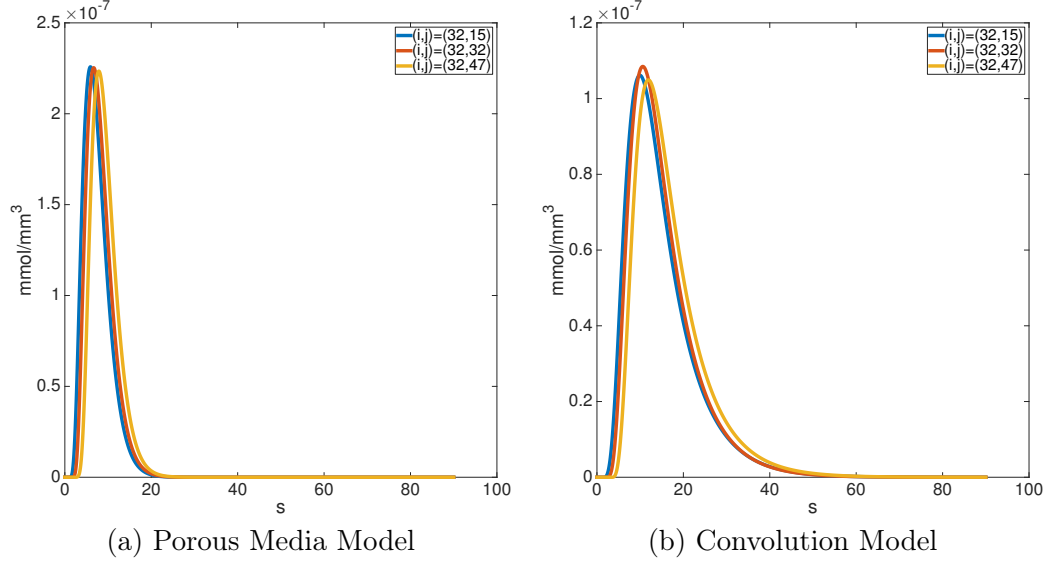 ×10⁻⁷
2.5
2
1.5
1
0.5
0
0 20 40 60 80 100
mmol/mm³
s
(i,j)=(32,15)
(i,j)=(32,32)
(i,j)=(32,47)
(a) Porous Media Model
×10⁻⁷
1.2
1
0.8
0.6
0.4
0.2
0
0 20 40 60 80 100
mmol/mm³
s
(i,j)=(32,15)
(i,j)=(32,32)
(i,j)=(32,47)
(b) Convolution Model